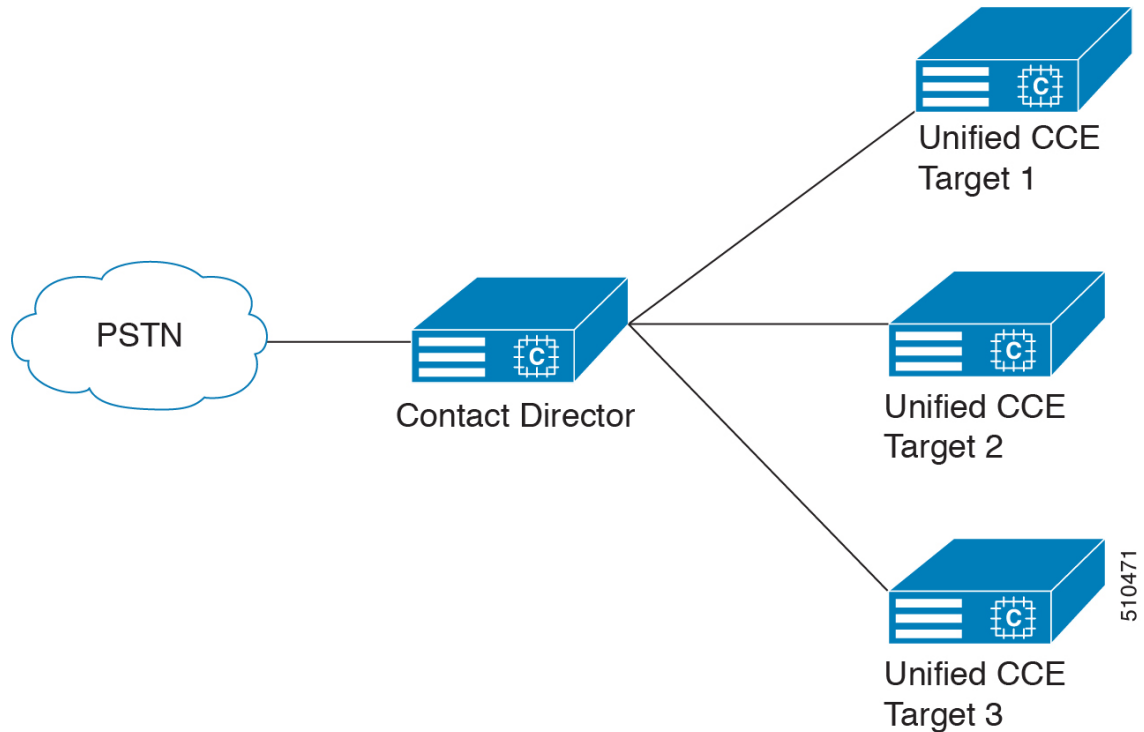 C
Unified CCE
Target 1
PSTN
C
Contact Director
C
Unified CCE
Target 2
C
Unified CCE
Target 3
510471